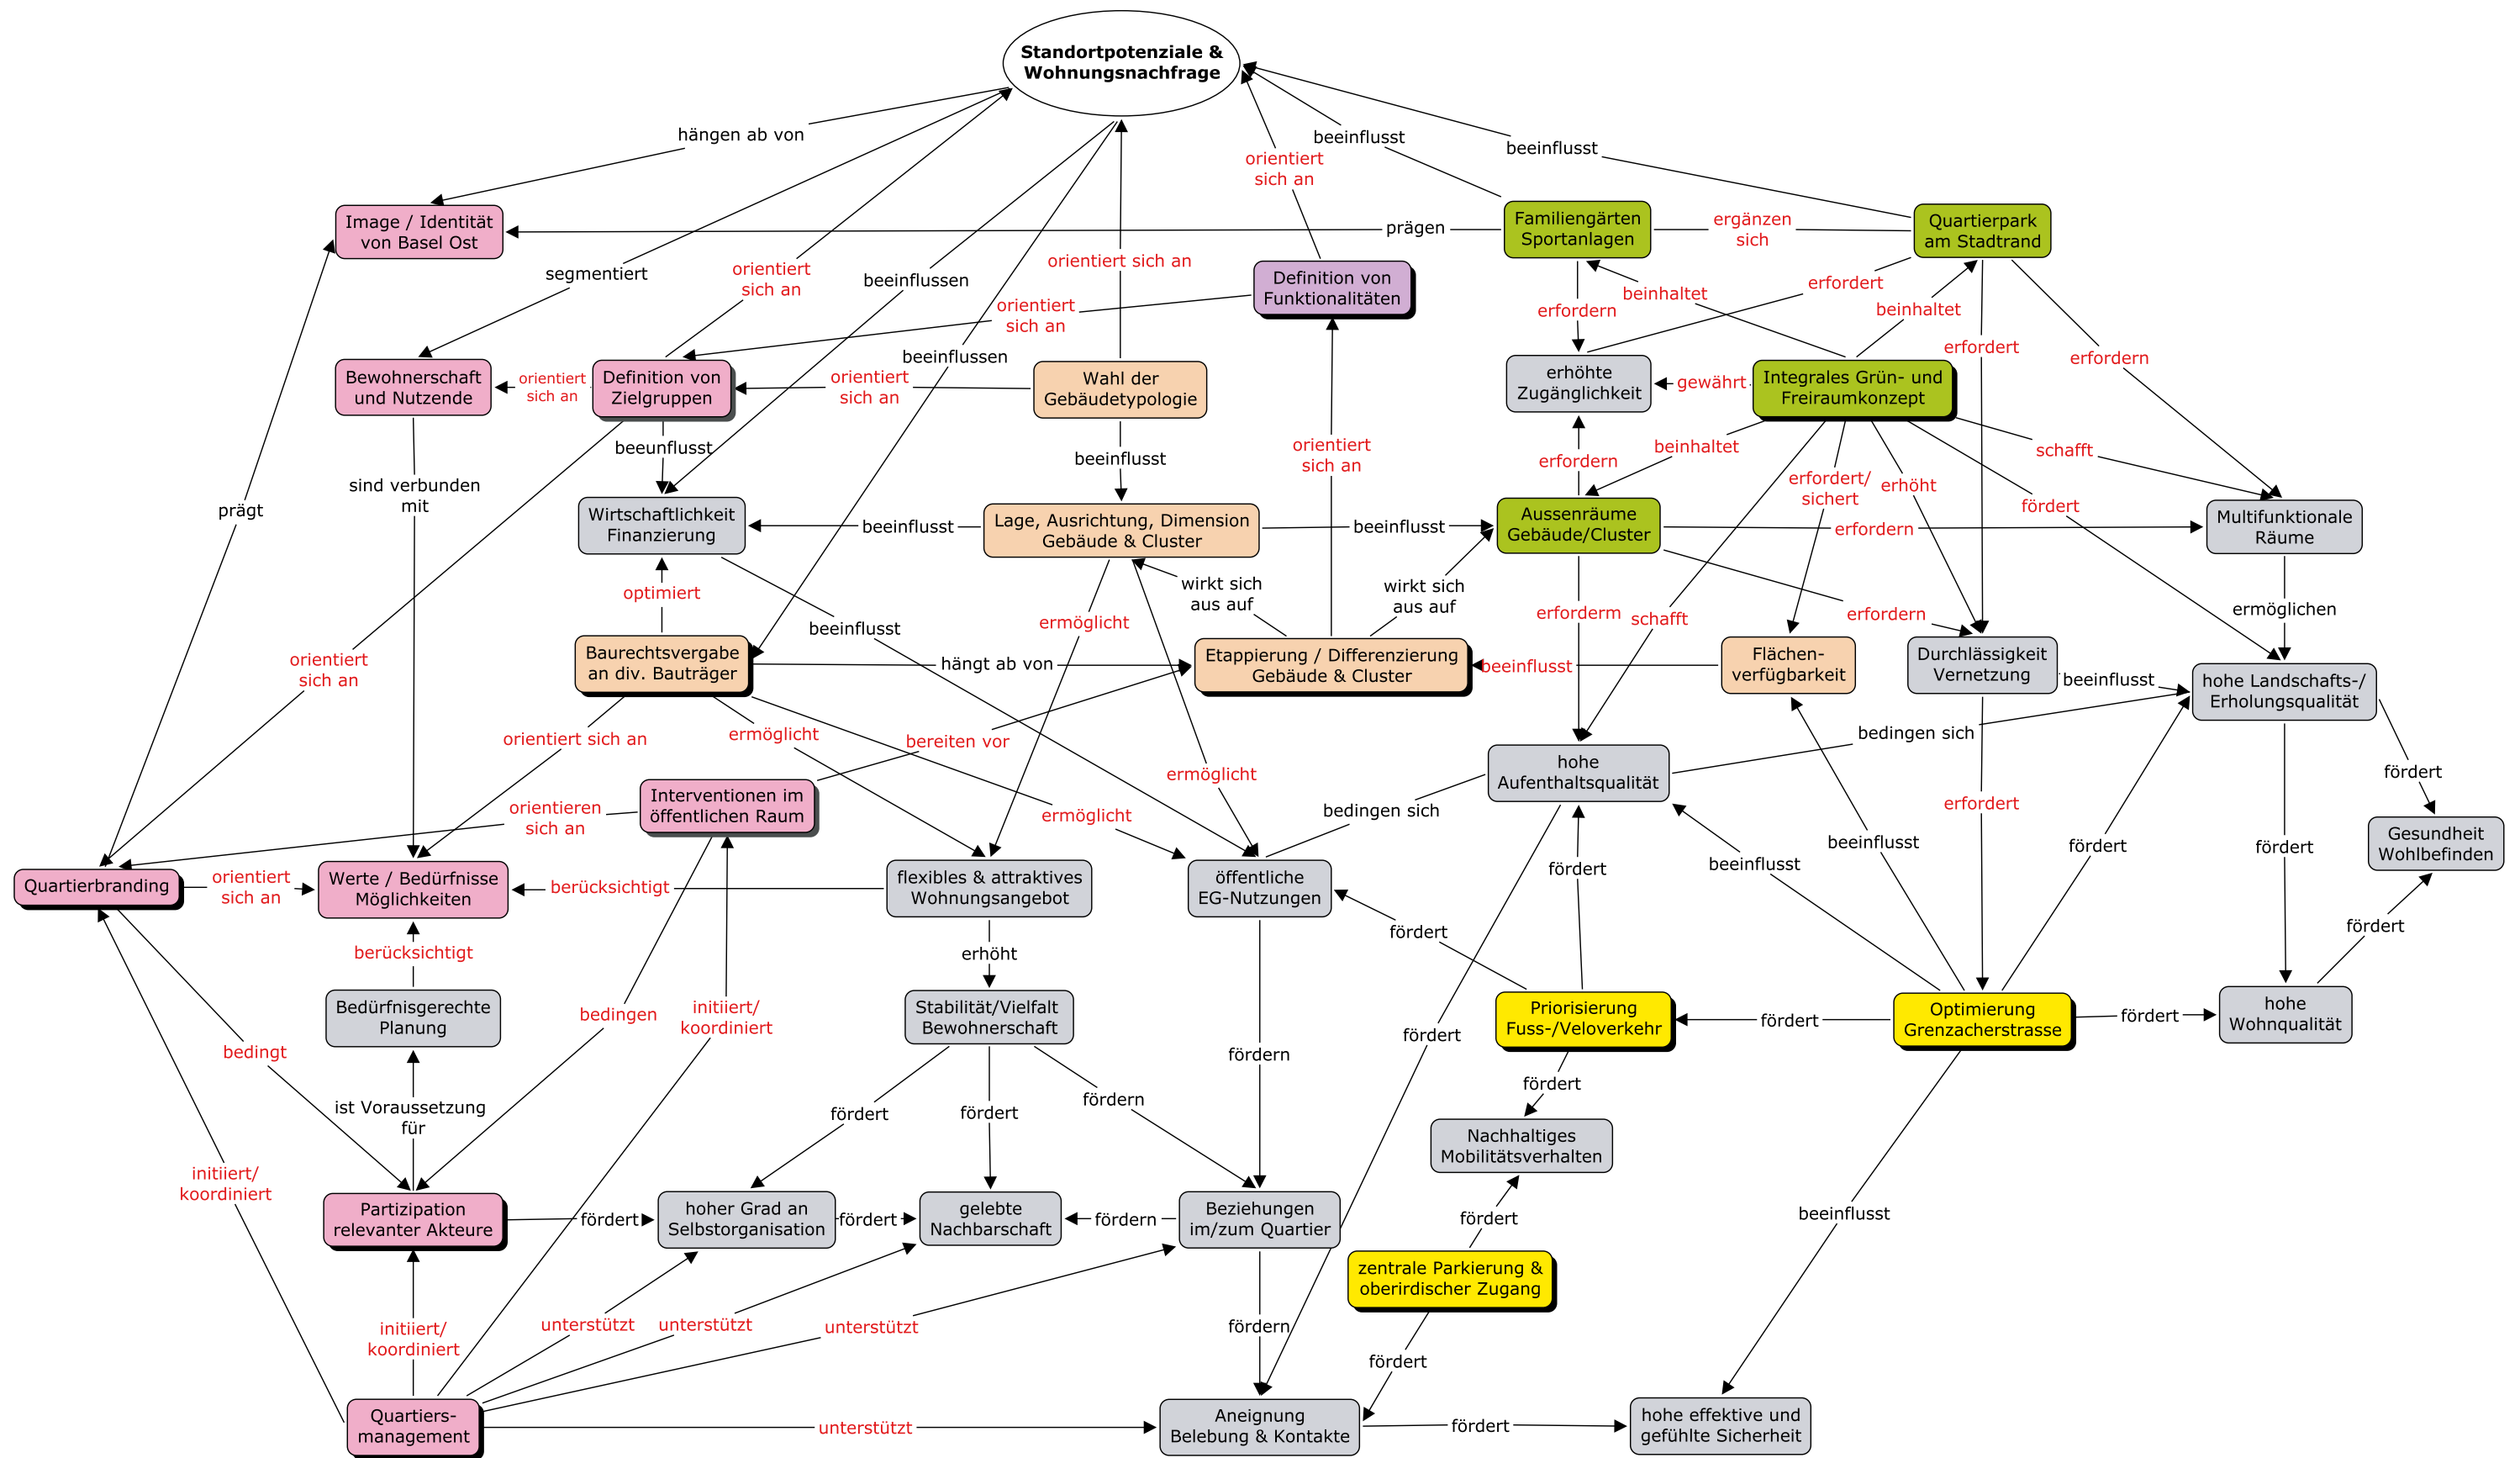 Standortpotenziale &
Wohnungsnachfrage
hängen ab von
beeinflusst
beeinflusst
orientiert
sich an
Image / Identität
von Basel Ost
prägen
Familiengärten
Sportanlagen
ergänzen
sich
Quartierpark
am Stadtrand
segmentiert
orientiert
sich an
beeinflussen
orientiert sich an
Definition von
Funktionalitäten
orientiert
sich an
erfordern
beinhaltet
erfordert
beinhaltet
beeinflussen
erfordert
erfordern
Bewohnerschaft
und Nutzende
orientiert
sich an
Definition von
Zielgruppen
orientiert
sich an
Wahl der
Gebäudetypologie
erhöhte
Zugänglichkeit
gewährt
Integrales Grün- und
Freiraumkonzept
beeunflusst
beeinflusst
orientiert
sich an
erfordern
beinhaltet
erfordert/
sichert
erhöht
schafft
fördert
sind verbunden
mit
prägt
Wirtschaftlichkeit
Finanzierung
beeinflusst
Lage, Ausrichtung, Dimension
Gebäude & Cluster
beeinflusst
Aussenräume
Gebäude/Cluster
erfordern
Multifunktionale
Räume
optimiert
beeinflusst
ermöglicht
wirkt sich
aus auf
wirkt sich
aus auf
erforderm
schafft
erfordern
ermöglichen
orientiert
sich an
Baurechtsvergabe
an div. Bauträger
hängt ab von
Etappierung / Differenzierung
Gebäude & Cluster
beeinflusst
Flächen-
verfügbarkeit
Durchlässigkeit
Vernetzung
beeinflusst
hohe Landschafts-/
Erholungsqualität
orientiert sich an
ermöglicht
bereiten vor
ermöglicht
bedingen sich
hohe
Aufenthaltsqualität
fördert
orientieren
sich an
Interventionen im
öffentlichen Raum
ermöglicht
bedingen sich
erfordert
beeinflusst
beeinflusst
fördert
fördert
fördert
Gesundheit
Wohlbefinden
Quartierbranding
orientiert
sich an
Werte / Bedürfnisse
Möglichkeiten
berücksichtigt
flexibles & attraktives
Wohnungsangebot
öffentliche
EG-Nutzungen
fördert
fördert
berücksichtigt
erhöht
Bedürfnisgerechte
Planung
bedingen
initiiert/
koordiniert
Stabilität/Vielfalt
Bewohnerschaft
fördern
fördert
Priorisierung
Fuss-/Veloverkehr
fördert
Optimierung
Grenzacherstrasse
fördert
hohe
Wohnqualität
bedingt
ist Voraussetzung
für
fördert
fördert
fördern
fördert
Nachhaltiges
Mobilitätsverhalten
initiiert/
koordiniert
Partizipation
relevanter Akteure
fördert
hoher Grad an
Selbstorganisation
fördert
gelebte
Nachbarschaft
fördern
Beziehungen
im/zum Quartier
fördert
beeinflusst
zentrale Parkierung &
oberirdischer Zugang
initiiert/
koordiniert
unterstützt
unterstützt
unterstützt
fördern
fördert
Quartiers-
management
unterstützt
Aneignung
Belebung & Kontakte
fördert
hohe effektive und
gefühlte Sicherheit